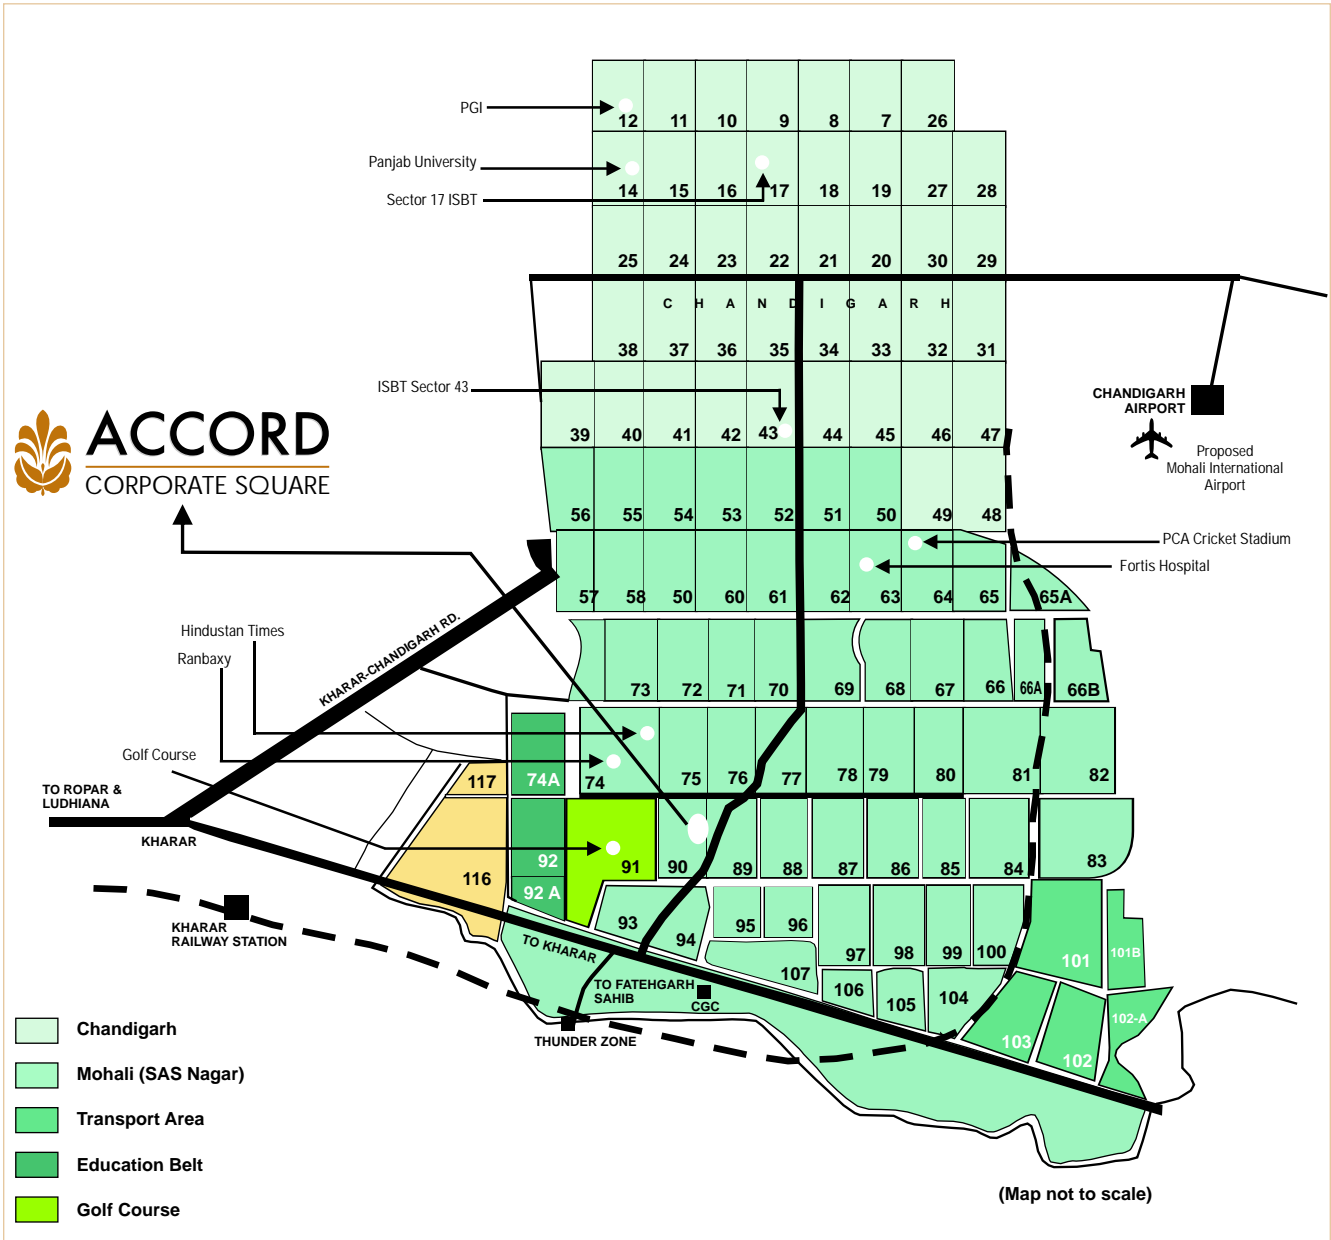 PGI
12 11 10 9 8 7 26
Panjab University
14 15 16 17 18 19 27 28
Sector 17 ISBT
25 24 23 22 21 20 30 29
CHANDIGARH
38 37 36 35 34 33 32 31
ISBT Sector 43
CHANDIGARH
AIRPORT
39 40 41 42 43 44 45 46 47
ACCORD
CORPORATE SQUARE
Proposed
Mohali International
Airport
56 55 54 53 52 51 50 49 48
PCA Cricket Stadium
Fortis Hospital
57 58 50 60 61 62 63 64 65 65A
KHARAR-CHANDIGARH RD.
Hindustan Times
Ranbaxy
73 72 71 70 69 68 67 66 66A 66B
Golf Course
117 74A 74 75 76 77 78 79 80 81 82
TO ROPAR &
LUDHIANA
KHARAR
116 92 91 90 89 88 87 86 85 84 83
92 A
93 94 95 96 97 98 99 100 101 101B
KHARAR
RAILWAY STATION
TO KHARAR
107 106 105 104 103 102 102-A
TO FATEHGARH
SAHIB
CGC
THUNDER ZONE
Chandigarh
Mohali (SAS Nagar)
Transport Area
Education Belt
Golf Course
(Map not to scale)